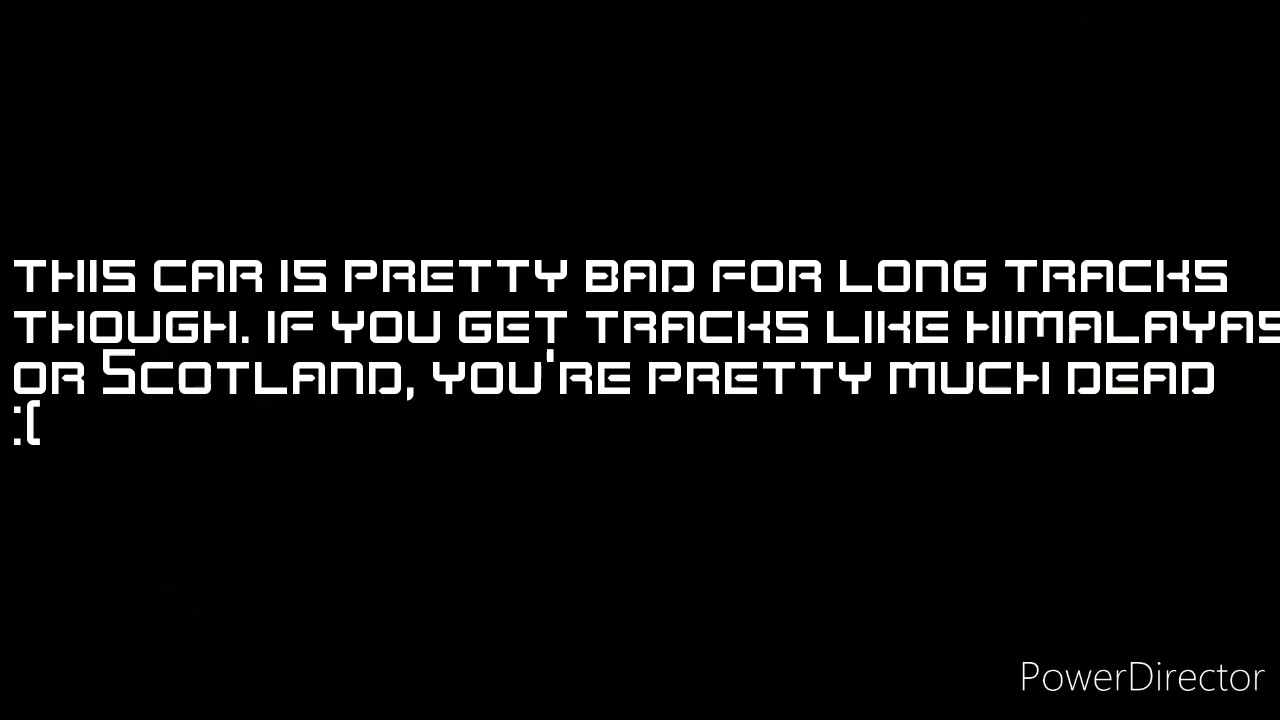 THIS CAR IS PRETTY BAD FOR LONG TRACKS
THOUGH. IF YOU GET TRACKS LIKE HIMALAYAS
OR SCOTLAND, YOU'RE PRETTY MUCH DEAD
:(
PowerDirector